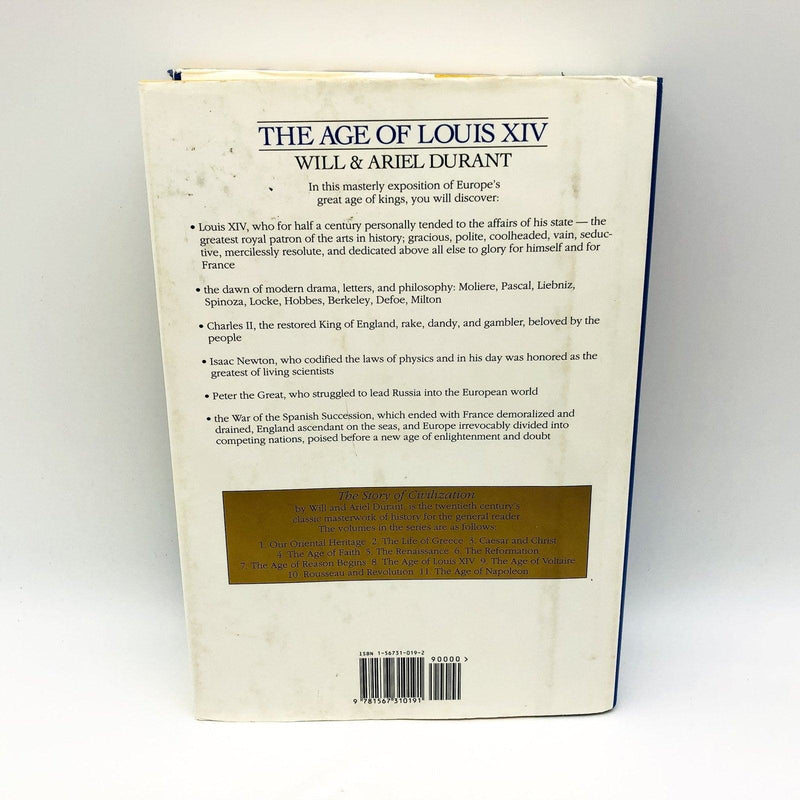 THE AGE OF LOUIS XIV
WILL & ARIEL DURANT
In this masterly exposition of Europe's
great age of kings, you will discover:
• Louis XIV, who for half a century personally tended to the affairs of his state — the
greatest royal patron of the arts in history; gracious, polite, coolheaded, vain, seduc-
tive, mercilessly resolute, and dedicated above all else to glory for himself and for
France
• the dawn of modern drama, letters, and philosophy: Moliere, Pascal, Liebniz,
Spinoza, Locke, Hobbes, Berkeley, Defoe, Milton
• Charles II, the restored King of England, rake, dandy, and gambler, beloved by the
people
• Isaac Newton, who codified the laws of physics and in his day was honored as the
greatest of living scientists
• Peter the Great, who struggled to lead Russia into the European world
• the War of the Spanish Succession, which ended with France demoralized and
drained, England ascendant on the seas, and Europe irrevocably divided into
competing nations, poised before a new age of enlightenment and doubt
The Story of Civilization
by Will and Ariel Durant is the twentieth century's
classic masterwork of history for the general reader
The volumes in the series are as follows:
1. Our Oriental Heritage 2. The Life of Greece 3. Caesar and Christ
4. The Age of Faith 5. The Renaissance 6. The Reformation
7. The Age of Reason Begins 8. The Age of Louis XIV 9. The Age of Voltaire
10. Rousseau and Revolution 11. The Age of Napoleon
ISBN 1-56731-019-2
90000 >
9 781567 310191